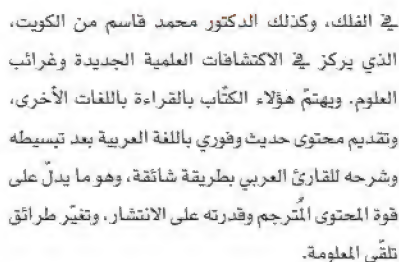 في الفلك، وكذلك الدكتور محمد قاسم من الكويت،
الذي يركز في الاكتشافات العلمية الجديدة وغرائب
العلوم. ويهتمّ هؤلاء الكتّاب بالقراءة باللغات الأخرى،
وتقديم محتوى حديث وفوري باللغة العربية بعد تبسيطه
وشرحه للقارئ العربي بطريقة شائقة، وهو ما يدلّ على
قوة المحتوى المُترجم وقدرته على الانتشار، وتغيّر طرائق
تلقّي المعلومة.